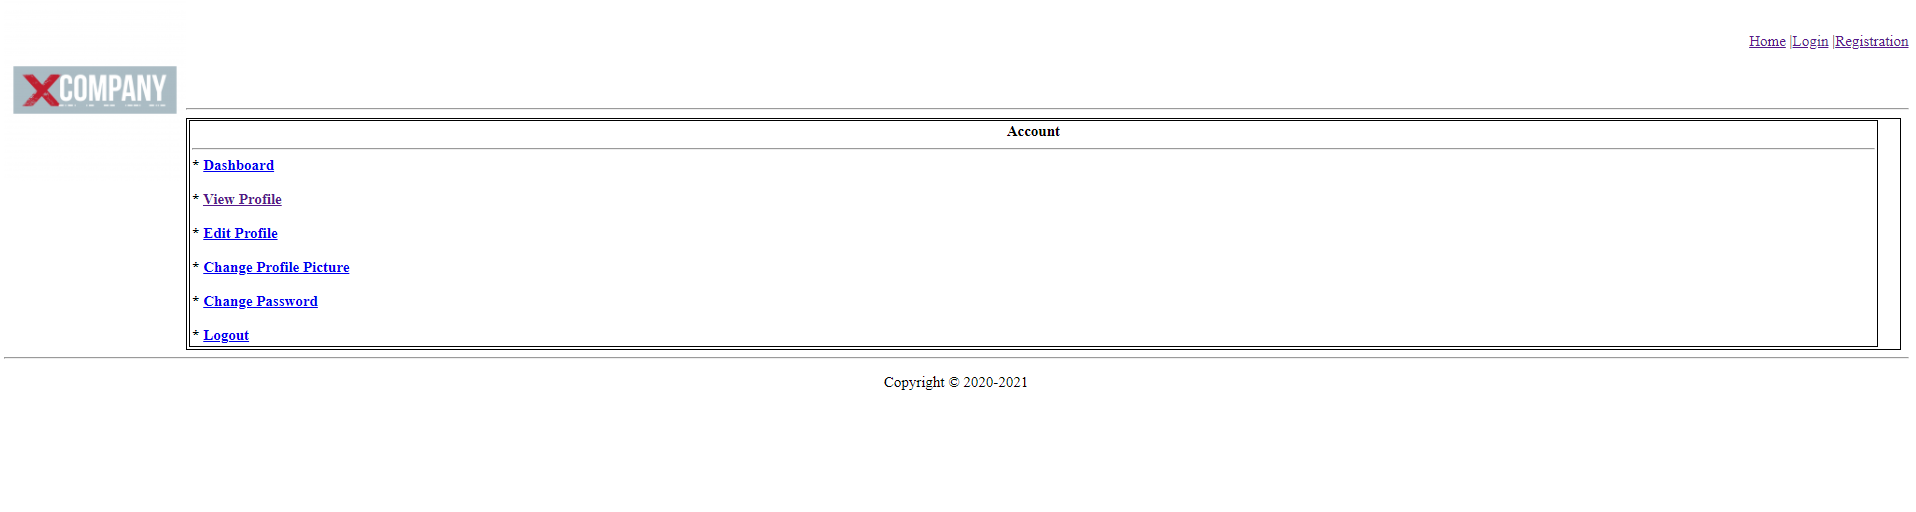 Home |Login |Registration
XCOMPANY
Account
* Dashboard
* View Profile
* Edit Profile
* Change Profile Picture
* Change Password
* Logout
Copyright © 2020-2021